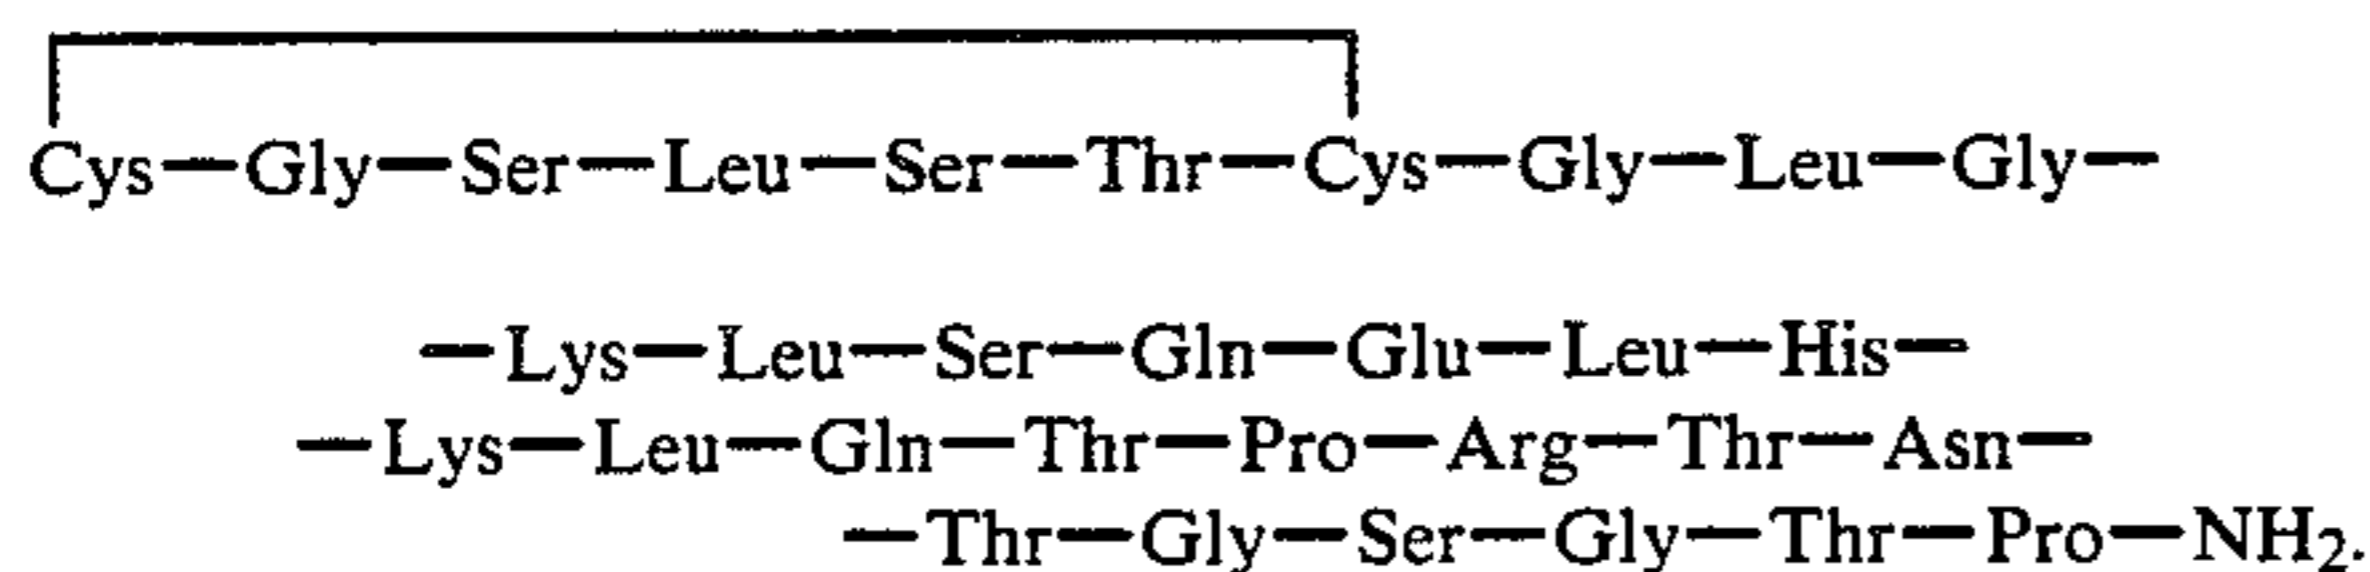 Cys—Gly—Ser—Leu—Ser—Thr—Cys—Gly—Leu—Gly—
—Lys—Leu—Ser—Gln—Glu—Leu—His—
—Lys—Leu—Gln—Thr—Pro—Arg—Thr—Asn—
—Thr—Gly—Ser—Gly—Thr—Pro—NH₂.